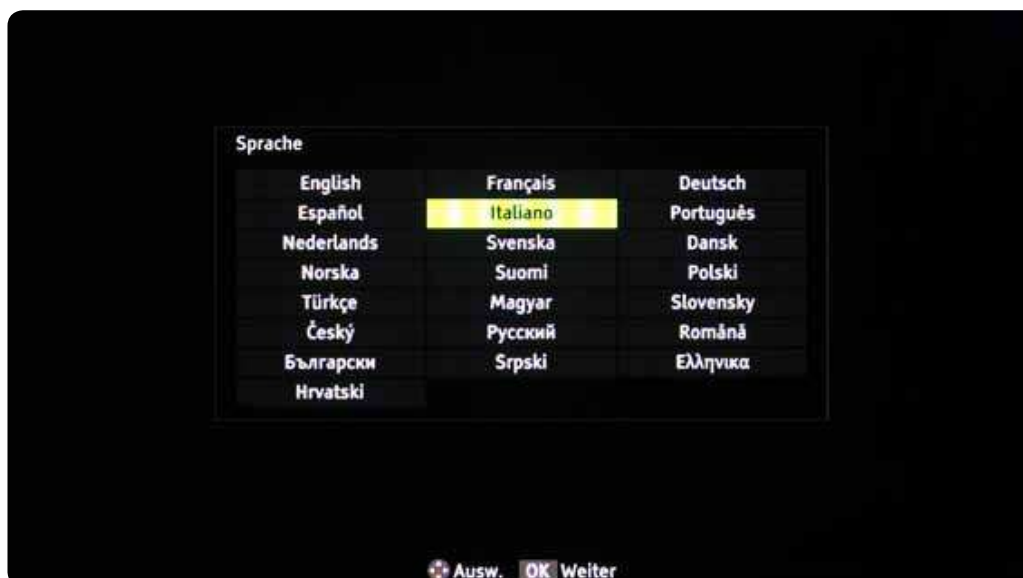 Sprache
English Français Deutsch
Español Italiano Português
Nederlands Svenska Dansk
Norska Suomi Polski
Türkçe Magyar Slovensky
Český Русский Română
Български Srpski Ελληνικα
Hrvatski
Ausw. OK Weiter